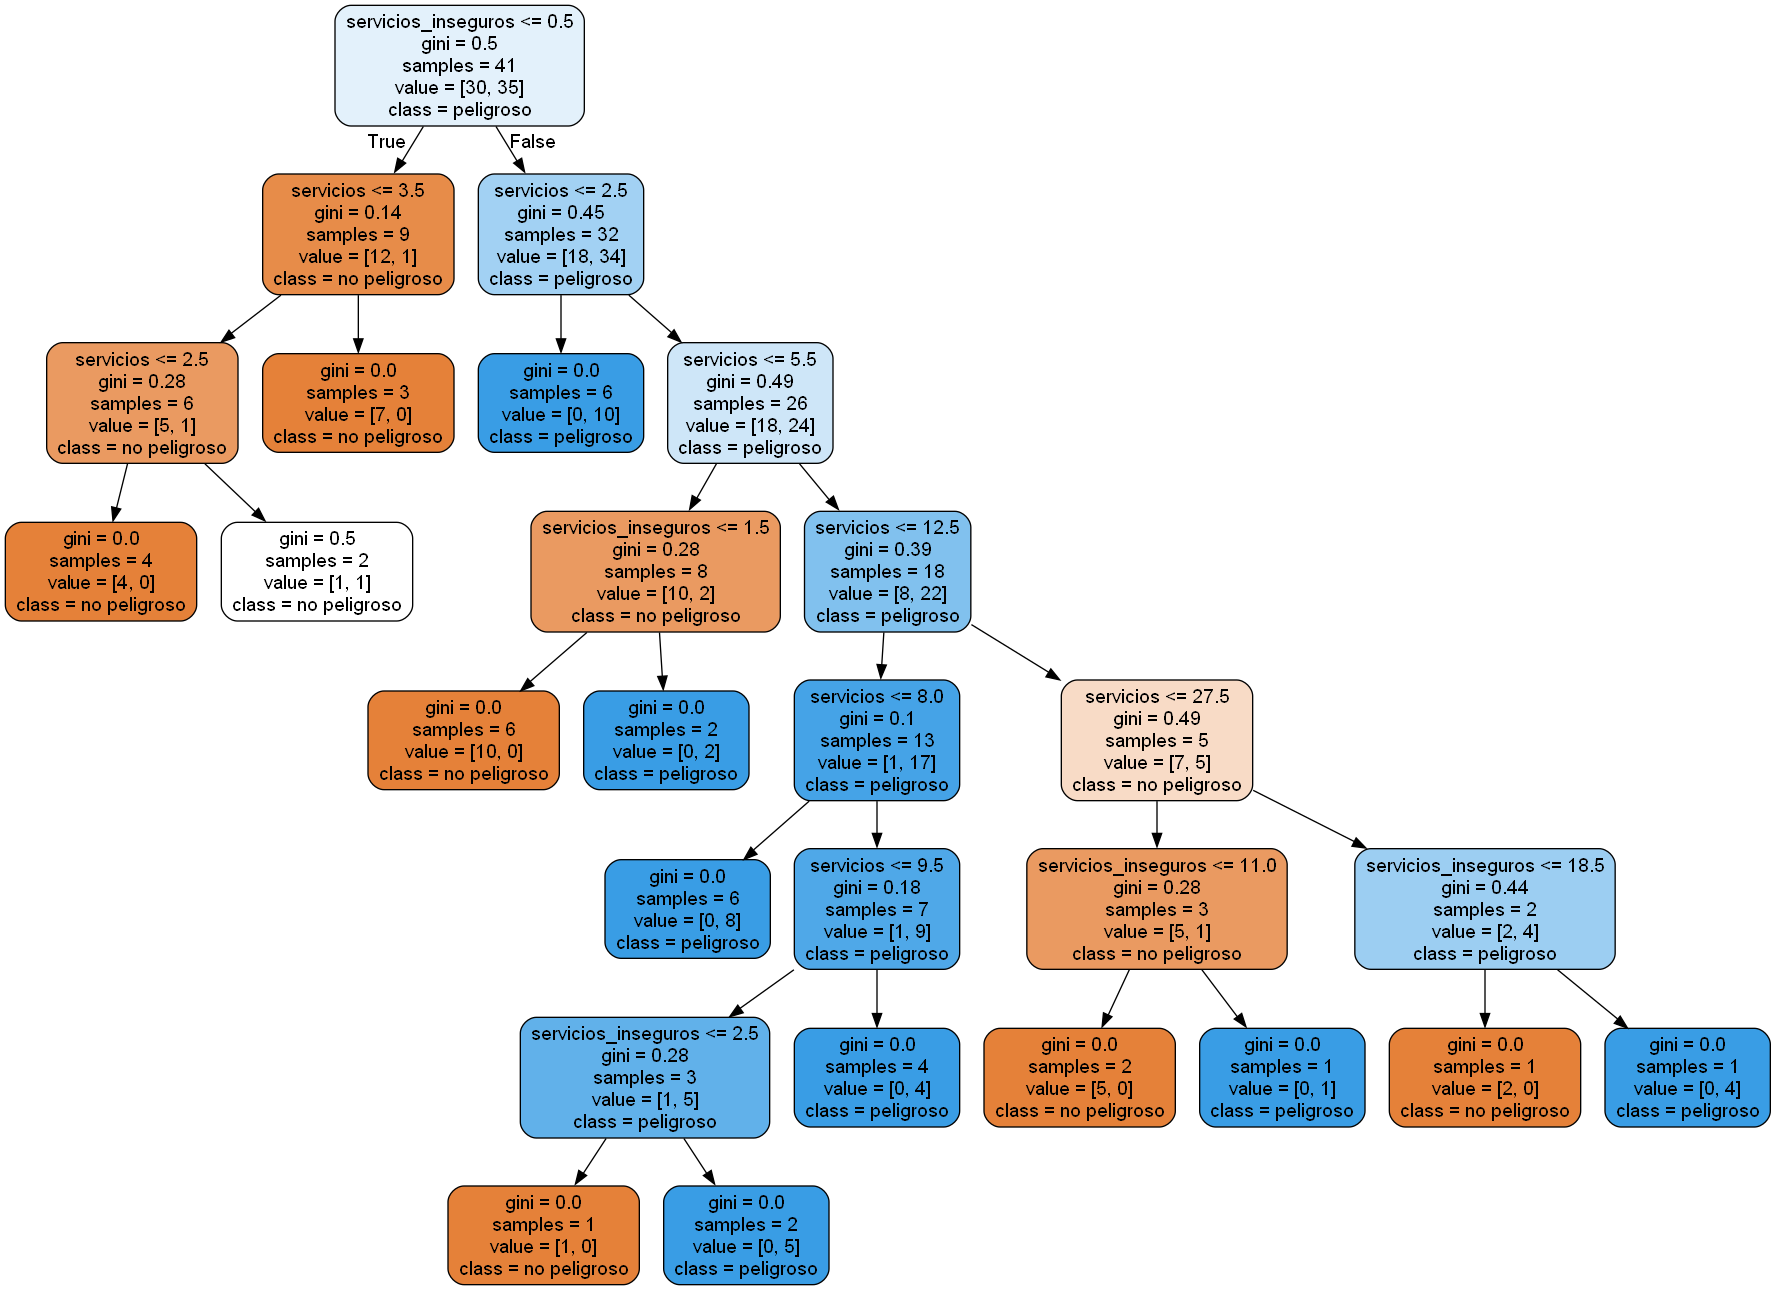 servicios_inseguros <= 0.5
gini = 0.5
samples = 41
value = [30, 35]
class = peligroso
True
False
servicios <= 3.5
gini = 0.14
samples = 9
value = [12, 1]
class = no peligroso
servicios <= 2.5
gini = 0.45
samples = 32
value = [18, 34]
class = peligroso
servicios <= 2.5
gini = 0.28
samples = 6
value = [5, 1]
class = no peligroso
gini = 0.0
samples = 3
value = [7, 0]
class = no peligroso
gini = 0.0
samples = 6
value = [0, 10]
class = peligroso
servicios <= 5.5
gini = 0.49
samples = 26
value = [18, 24]
class = peligroso
gini = 0.0
samples = 4
value = [4, 0]
class = no peligroso
gini = 0.5
samples = 2
value = [1, 1]
class = no peligroso
servicios_inseguros <= 1.5
gini = 0.28
samples = 8
value = [10, 2]
class = no peligroso
servicios <= 12.5
gini = 0.39
samples = 18
value = [8, 22]
class = peligroso
gini = 0.0
samples = 6
value = [10, 0]
class = no peligroso
gini = 0.0
samples = 2
value = [0, 2]
class = peligroso
servicios <= 8.0
gini = 0.1
samples = 13
value = [1, 17]
class = peligroso
servicios <= 27.5
gini = 0.49
samples = 5
value = [7, 5]
class = no peligroso
gini = 0.0
samples = 6
value = [0, 8]
class = peligroso
servicios <= 9.5
gini = 0.18
samples = 7
value = [1, 9]
class = peligroso
servicios_inseguros <= 11.0
gini = 0.28
samples = 3
value = [5, 1]
class = no peligroso
servicios_inseguros <= 18.5
gini = 0.44
samples = 2
value = [2, 4]
class = peligroso
servicios_inseguros <= 2.5
gini = 0.28
samples = 3
value = [1, 5]
class = peligroso
gini = 0.0
samples = 4
value = [0, 4]
class = peligroso
gini = 0.0
samples = 2
value = [5, 0]
class = no peligroso
gini = 0.0
samples = 1
value = [0, 1]
class = peligroso
gini = 0.0
samples = 1
value = [2, 0]
class = no peligroso
gini = 0.0
samples = 1
value = [0, 4]
class = peligroso
gini = 0.0
samples = 1
value = [1, 0]
class = no peligroso
gini = 0.0
samples = 2
value = [0, 5]
class = peligroso